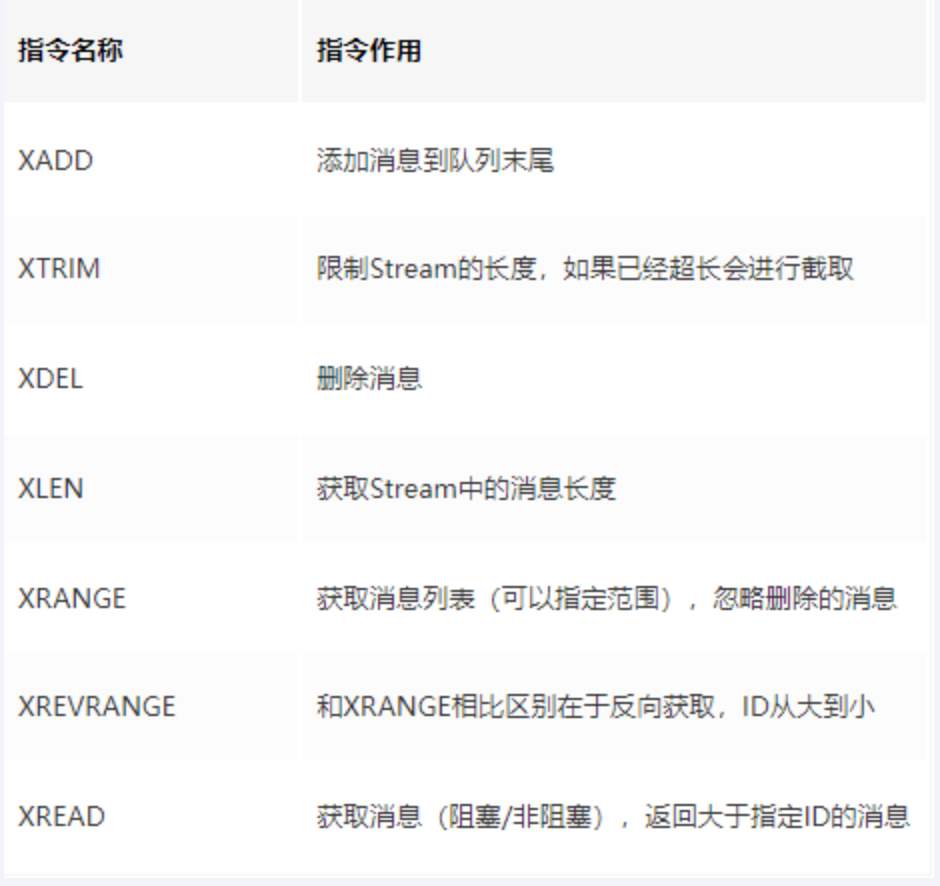 指令名称 指令作用
XADD 添加消息到队列末尾
XTRIM 限制Stream的长度，如果已经超长会进行截取
XDEL 删除消息
XLEN 获取Stream中的消息长度
XRANGE 获取消息列表（可以指定范围），忽略删除的消息
XREVRANGE 和XRANGE相比区别在于反向获取，ID从大到小
XREAD 获取消息（阻塞/非阻塞），返回大于指定ID的消息